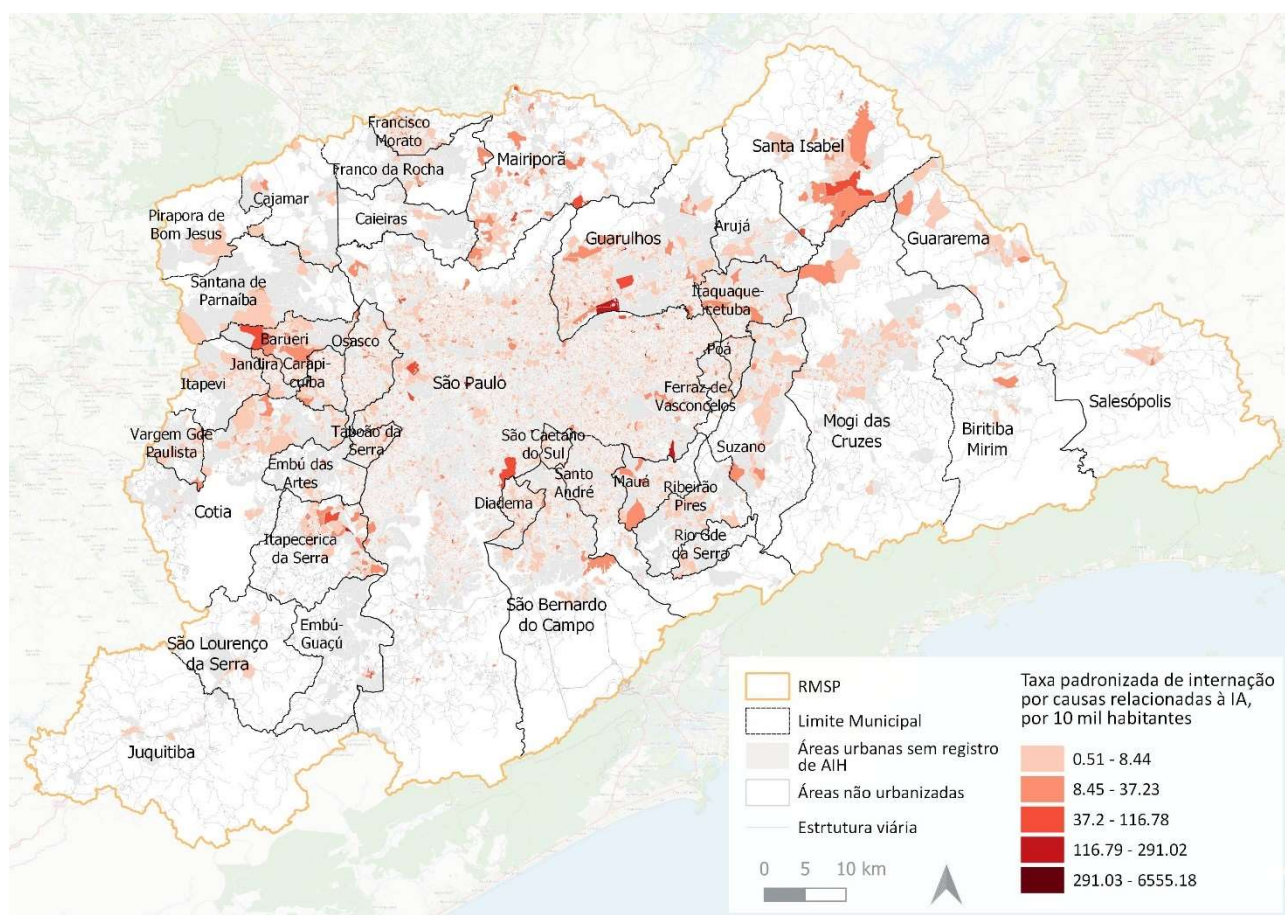 Francisco
Morato
Franco da Rocha
Mairiporã
Santa Isabel
Cajamar
Pirapora de
Bom Jesus
Caieiras
Guarulhos
Arujá
Guararema
Santana de
Parnaíba
Itaquaque-
cetuba
Barueri
Osasco
Jandira
Carapi-
cuíba
Poá
Itapevi
São Paulo
Ferraz de
Vasconcelos
Salesópolis
Mogi das
Cruzes
Biritiba
Mirim
Vargem Gde
Paulista
Taboão da
Serra
São Caetano
do Sul
Suzano
Embú das
Artes
Santo
André
Mauá
Ribeirão
Pires
Cotia
Diadema
Itapecerica
da Serra
Rio Gde
da Serra
São Bernardo
do Campo
Embú-
Guaçú
São Lourenço
da Serra
Juquitiba
RMSP
Limite Municipal
Áreas urbanas sem registro
de AIH
Áreas não urbanizadas
Estrtutura viária
0 5 10 km
Taxa padronizada de internação
por causas relacionadas à IA,
por 10 mil habitantes
0.51 - 8.44
8.45 - 37.23
37.2 - 116.78
116.79 - 291.02
291.03 - 6555.18